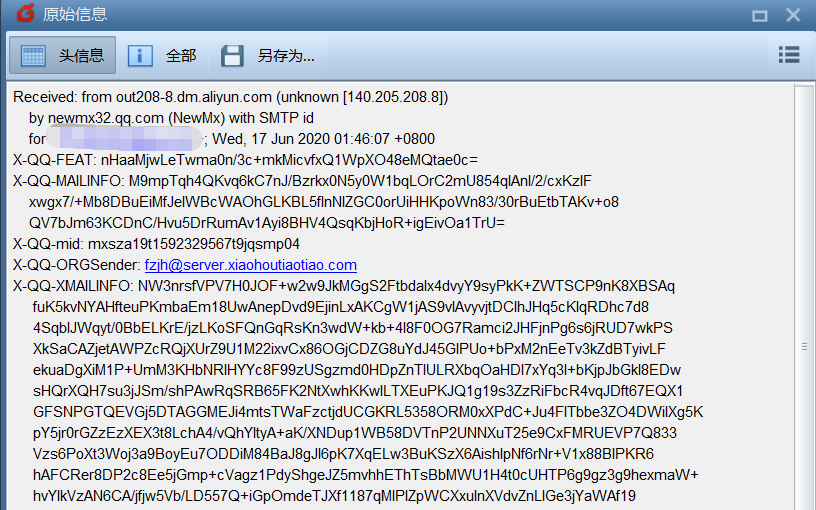 原始信息
头信息 全部 另存为...
Received: from out208-8.dm.aliyun.com (unknown [140.205.208.8])
by newmx32.qq.com (NewMx) with SMTP id
for ; Wed, 17 Jun 2020 01:46:07 +0800
X-QQ-FEAT: nHaaMjwLeTwma0n/3c+mkMicvfxQ1WpXO48eMQtae0c=
X-QQ-MAILINFO: M9mpTqh4QKvq6kC7nJ/Bzrkx0N5y0W1bqLOrC2mU854qlAnl/2/cxKzlF
xwgx7/+Mb8DBuEiMfJelWBcWAOhGLKBL5flnNlZGC0orUiHHKpoWn83/30rBuEtbTAKv+o8
QV7bJm63KCDnC/Hvu5DrRumAv1Ayi8BHV4QsqKbjHoR+igEivOa1TrU=
X-QQ-mid: mxsza19t1592329567t9jqsmp04
X-QQ-ORGSender: fzjh@server.xiaohoutiaotiao.com
X-QQ-XMAILINFO: NW3nrsfVPV7H0JOF+w2w9JkMGgS2Ftbdalx4dvyY9syPkK+ZWTSCP9nK8XBSAq
fuK5kvNYAHfteuPKmbaEm18UwAnepDvd9EjinLxAKCgW1jAS9vlAvyvjtDClhJHq5cKlqRDhc7d8
4SqblJWqyt/0BbELKrE/jzLKoSFQnGqRsKn3wdW+kb+4l8F0OG7Ramci2JHFjnPg6s6jRUD7wkPS
XkSaCAZjetAWPZcRQjXUrZ9U1M22ixvCx86OGjCDZG8uYdJ45GlPUo+bPxM2nEeTv3kZdBTyivLF
ekuaDgXiM1P+UmM3KHbNRlHYYc8F99zUSgzmd0HDpZnTlULRXbqOaHDl7xYq3l+bKjpJbGkl8EDw
sHQrXQH7su3jJSm/shPAwRqSRB65FK2NtXwhKKwlLTXEuPKJQ1g19s3ZzRiFbcR4vqJDft67EQX1
GFSNPGTQEVGj5DTAGGMEJi4mtsTWaFzctjdUCGKRL5358ORM0xXPdC+Ju4FlTbbe3ZO4DWilXg5K
pY5jr0rGZzEzXEX3t8LchA4/vQhYltyA+aK/XNDup1WB58DVTnP2UNNXuT25e9CxFMRUEVP7Q833
Vzs6PoXt3Woj3a9BoyEu7ODDiM84BaJ8gJl6pK7XqELw3BuKSzX6AishlpNf6rNr+V1x88BlPKR6
hAFCRer8DP2c8Ee5jGmp+cVagz1PdyShgeJZ5mvhhEThTsBbMWU1H4t0cUHTP6g9gz3g9hexmaW+
hvYlkVzAN6CA/jfjw5Vb/LD557Q+iGpOmdeTJXf1187qMlPlZpWCXxulnXVdvZnLlGe3jYaWAf19